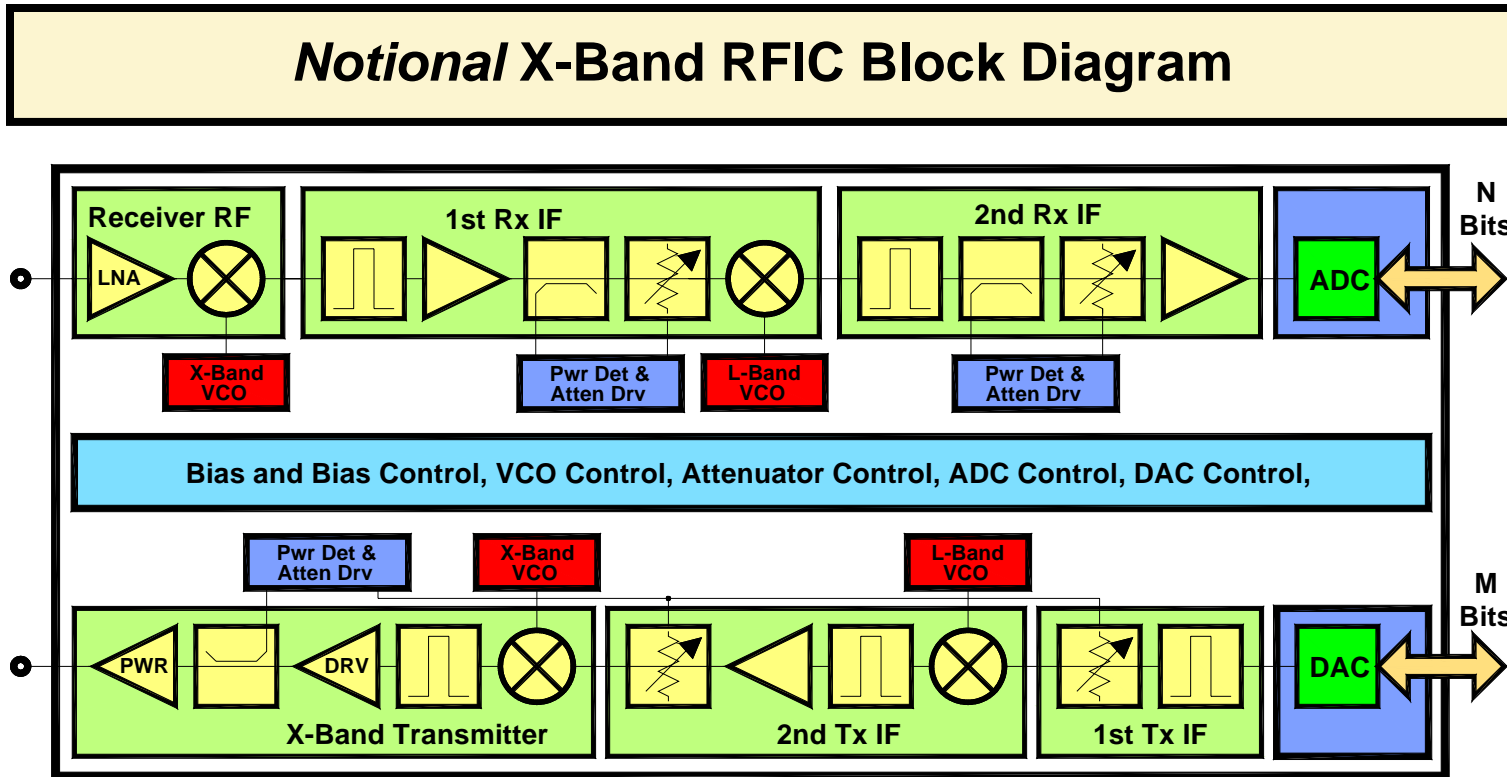 Notional X-Band RFIC Block Diagram
Receiver RF
1st Rx IF
2nd Rx IF
N
Bits
LNA
ADC
X-Band
VCO
Pwr Det &
Atten Drv
L-Band
VCO
Pwr Det &
Atten Drv
Bias and Bias Control, VCO Control, Attenuator Control, ADC Control, DAC Control,
Pwr Det &
Atten Drv
X-Band
VCO
L-Band
VCO
M
Bits
PWR
DRV
DAC
X-Band Transmitter
2nd Tx IF
1st Tx IF